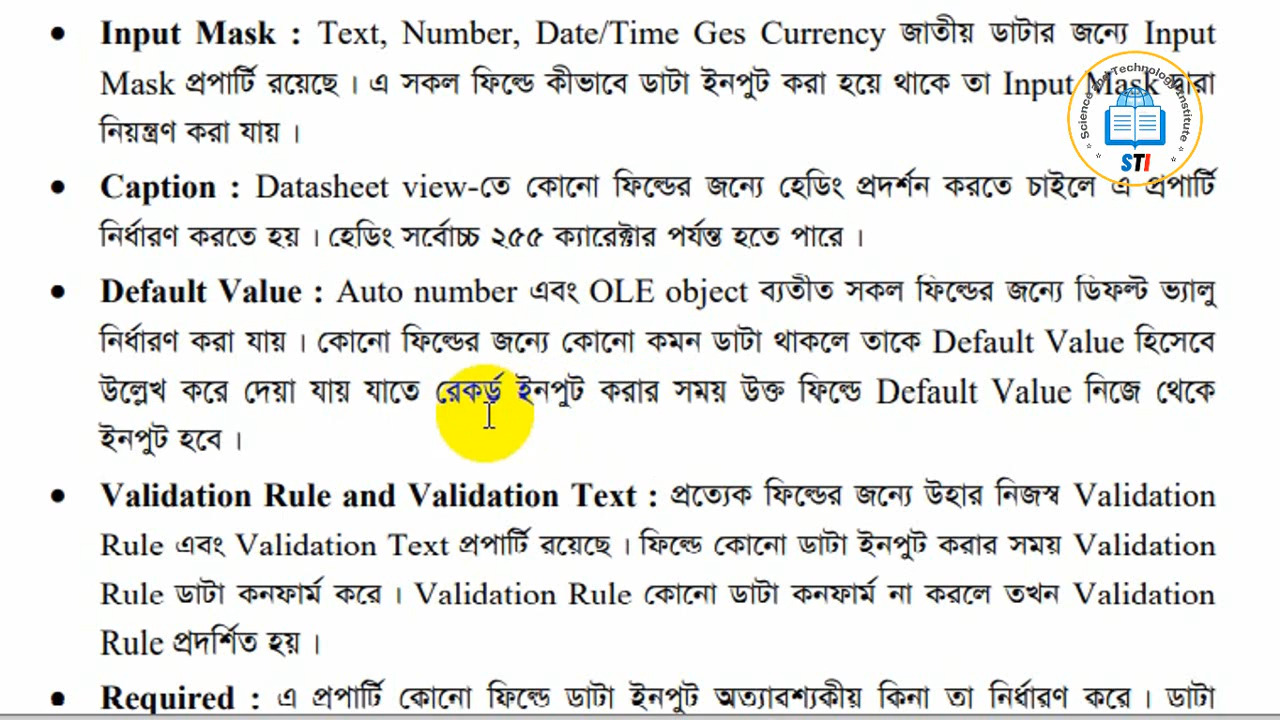 • Input Mask : Text, Number, Date/Time Ges Currency জাতীয় ডাটার জন্যে Input
Mask প্রপার্টি রয়েছে । এ সকল ফিল্ডে কীভাবে ডাটা ইনপুট করা হয়ে থাকে তা Input Mask দ্বারা
নিয়ন্ত্রণ করা যায় ।
Science and Technology Institute
STI
• Caption : Datasheet view-তে কোনো ফিল্ডের জন্যে হেডিং প্রদর্শন করতে চাইলে এ প্রপার্টি
নির্ধারণ করতে হয় । হেডিং সর্বোচ্চ ২৫৫ ক্যারেক্টার পর্যন্ত হতে পারে ।
• Default Value : Auto number এবং OLE object ব্যতীত সকল ফিল্ডের জন্যে ডিফল্ট ভ্যালু
নির্ধারণ করা যায় । কোনো ফিল্ডের জন্যে কোনো কমন ডাটা থাকলে তাকে Default Value হিসেবে
উল্লেখ করে দেয়া যায় যাতে রেকর্ড ইনপুট করার সময় উক্ত ফিল্ডে Default Value নিজে থেকে
ইনপুট হবে ।
• Validation Rule and Validation Text : প্রত্যেক ফিল্ডের জন্যে উহার নিজস্ব Validation
Rule এবং Validation Text প্রপার্টি রয়েছে । ফিল্ডে কোনো ডাটা ইনপুট করার সময় Validation
Rule ডাটা কনফার্ম করে । Validation Rule কোনো ডাটা কনফার্ম না করলে তখন Validation
Rule প্রদর্শিত হয় ।
• Required : এ প্রপার্টি কোনো ফিল্ডে ডাটা ইনপুট অত্যাবশ্যকীয় কিনা তা নির্ধারণ করে । ডাটা